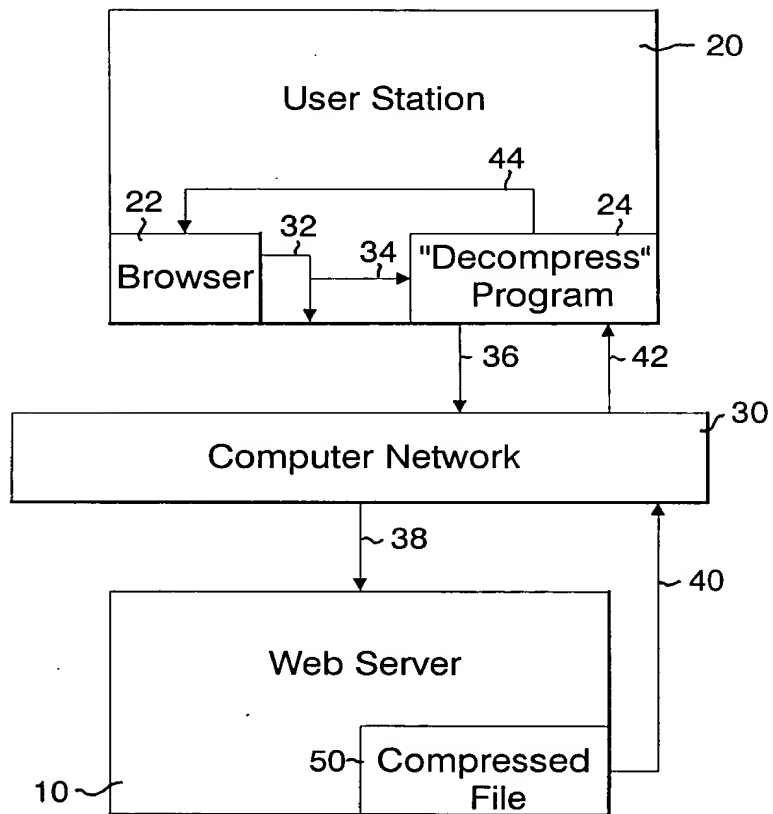 20
User Station
44
22
32
24
34
Browser
"Decompress"
Program
36
42
30
Computer Network
38
40
Web Server
50
Compressed
File
10